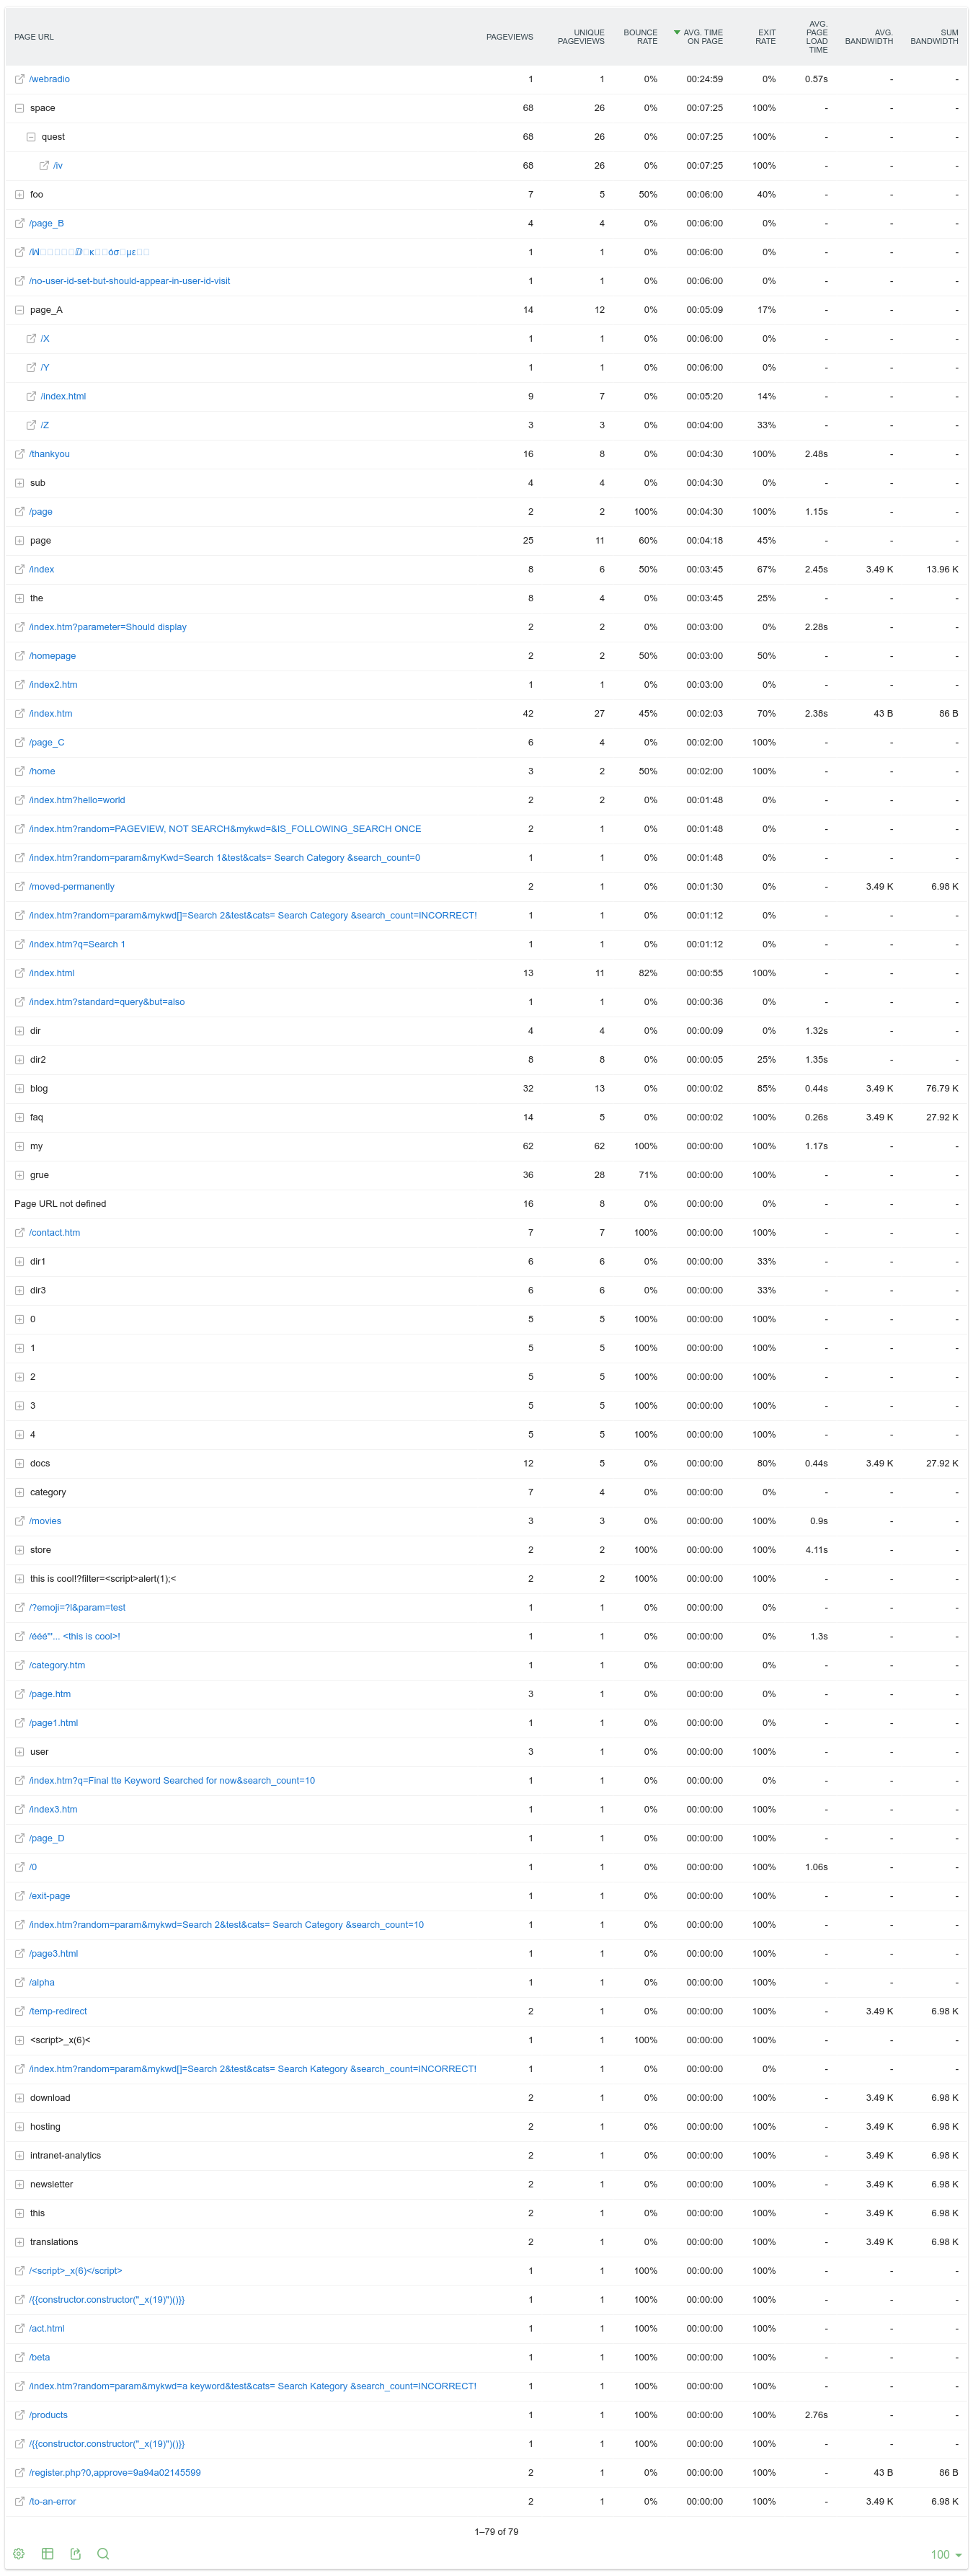 PAGE URL PAGEVIEWS UNIQUE PAGEVIEWS BOUNCE RATE AVG. TIME ON PAGE EXIT RATE AVG. PAGE LOAD TIME AVG. BANDWIDTH SUM BANDWIDTH
/webradio 1 1 0% 00:24:59 0% 0.57s - -
space 68 26 0% 00:07:25 100% - - -
quest 68 26 0% 00:07:25 100% - - -
/iv 68 26 0% 00:07:25 100% - - -
foo 7 5 50% 00:06:00 40% - - -
/page_B 4 4 0% 00:06:00 0% - - -
1 1 0% 00:06:00 0% - - -
/no-user-id-set-but-should-appear-in-user-id-visit 1 1 0% 00:06:00 0% - - -
page_A 14 12 0% 00:05:09 17% - - -
/X 1 1 0% 00:06:00 0% - - -
/Y 1 1 0% 00:06:00 0% - - -
/index.html 9 7 0% 00:05:20 14% - - -
/Z 3 3 0% 00:04:00 33% - - -
/thankyou 16 8 0% 00:04:30 100% 2.48s - -
sub 4 4 0% 00:04:30 0% - - -
/page 2 2 100% 00:04:30 100% 1.15s - -
page 25 11 60% 00:04:18 45% - - -
/index 8 6 50% 00:03:45 67% 2.45s 3.49 K 13.96 K
the 8 4 0% 00:03:45 25% - - -
/index.htm?parameter=Should display 2 2 0% 00:03:00 0% 2.28s - -
/homepage 2 2 50% 00:03:00 50% - - -
/index2.htm 1 1 0% 00:03:00 0% - - -
/index.htm 42 27 45% 00:02:03 70% 2.38s 43 B 86 B
/page_C 6 4 0% 00:02:00 100% - - -
/home 3 2 50% 00:02:00 100% - - -
/index.htm?hello=world 2 2 0% 00:01:48 0% - - -
/index.htm?random=PAGEVIEW, NOT SEARCH&mykwd=&IS_FOLLOWING_SEARCH ONCE 2 1 0% 00:01:48 0% - - -
/index.htm?random=param&myKwd=Search 1&test&cats= Search Category &search_count=0 1 1 0% 00:01:48 0% - - -
/moved-permanently 2 1 0% 00:01:30 0% - 3.49 K 6.98 K
/index.htm?random=param&mykwd[]=Search 2&test&cats= Search Category &search_count=INCORRECT! 1 1 0% 00:01:12 0% - - -
/index.htm?q=Search 1 1 1 0% 00:01:12 0% - - -
/index.html 13 11 82% 00:00:55 100% - - -
/index.htm?standard=query&but=also 1 1 0% 00:00:36 0% - - -
dir 4 4 0% 00:00:09 0% 1.32s - -
dir2 8 8 0% 00:00:05 25% 1.35s - -
blog 32 13 0% 00:00:02 85% 0.44s 3.49 K 76.79 K
faq 14 5 0% 00:00:02 100% 0.26s 3.49 K 27.92 K
my 62 62 100% 00:00:00 100% 1.17s - -
grue 36 28 71% 00:00:00 100% - - -
Page URL not defined 16 8 0% 00:00:00 0% - - -
/contact.htm 7 7 100% 00:00:00 100% - - -
dir1 6 6 0% 00:00:00 33% - - -
dir3 6 6 0% 00:00:00 33% - - -
0 5 5 100% 00:00:00 100% - - -
1 5 5 100% 00:00:00 100% - - -
2 5 5 100% 00:00:00 100% - - -
3 5 5 100% 00:00:00 100% - - -
4 5 5 100% 00:00:00 100% - - -
docs 12 5 0% 00:00:00 80% 0.44s 3.49 K 27.92 K
category 7 4 0% 00:00:00 0% - - -
/movies 3 3 0% 00:00:00 100% 0.9s - -
store 2 2 100% 00:00:00 100% 4.11s - -
this is cool!?filter=<script>alert(1);< 2 2 100% 00:00:00 100% - - -
/?emoji=?I&param=test 1 1 0% 00:00:00 0% - - -
/ééé"'... <this is cool>! 1 1 0% 00:00:00 0% 1.3s - -
/category.htm 1 1 0% 00:00:00 0% - - -
/page.htm 3 1 0% 00:00:00 0% - - -
/page1.html 1 1 0% 00:00:00 0% - - -
user 3 1 0% 00:00:00 100% - - -
/index.htm?q=Final tte Keyword Searched for now&search_count=10 1 1 0% 00:00:00 0% - - -
/index3.htm 1 1 0% 00:00:00 100% - - -
/page_D 1 1 0% 00:00:00 100% - - -
/0 1 1 0% 00:00:00 100% 1.06s - -
/exit-page 1 1 0% 00:00:00 100% - - -
/index.htm?random=param&mykwd=Search 2&test&cats= Search Category &search_count=10 1 1 0% 00:00:00 100% - - -
/page3.html 1 1 0% 00:00:00 100% - - -
/alpha 1 1 0% 00:00:00 100% - - -
/temp-redirect 2 1 0% 00:00:00 100% - 3.49 K 6.98 K
<script>_x(6)< 1 1 100% 00:00:00 100% - - -
/index.htm?random=param&mykwd[]=Search 2&test&cats= Search Kategory &search_count=INCORRECT! 1 1 0% 00:00:00 0% - - -
download 2 1 0% 00:00:00 100% - 3.49 K 6.98 K
hosting 2 1 0% 00:00:00 100% - 3.49 K 6.98 K
intranet-analytics 2 1 0% 00:00:00 100% - 3.49 K 6.98 K
newsletter 2 1 0% 00:00:00 100% - 3.49 K 6.98 K
this 2 1 0% 00:00:00 100% - 3.49 K 6.98 K
translations 2 1 0% 00:00:00 100% - 3.49 K 6.98 K
/<script>_x(6)</script> 1 1 100% 00:00:00 100% - - -
/{{constructor.constructor("_x(19)")()}} 1 1 100% 00:00:00 100% - - -
/act.html 1 1 100% 00:00:00 100% - - -
/beta 1 1 100% 00:00:00 100% - - -
/index.htm?random=param&mykwd=a keyword&test&cats= Search Kategory &search_count=INCORRECT! 1 1 100% 00:00:00 100% - - -
/products 1 1 100% 00:00:00 100% 2.76s - -
/{{constructor.constructor("_x(19)")()}} 1 1 100% 00:00:00 100% - - -
/register.php?0,approve=9a94a02145599 2 1 0% 00:00:00 100% - 43 B 86 B
/to-an-error 2 1 0% 00:00:00 100% - 3.49 K 6.98 K
1–79 of 79
100